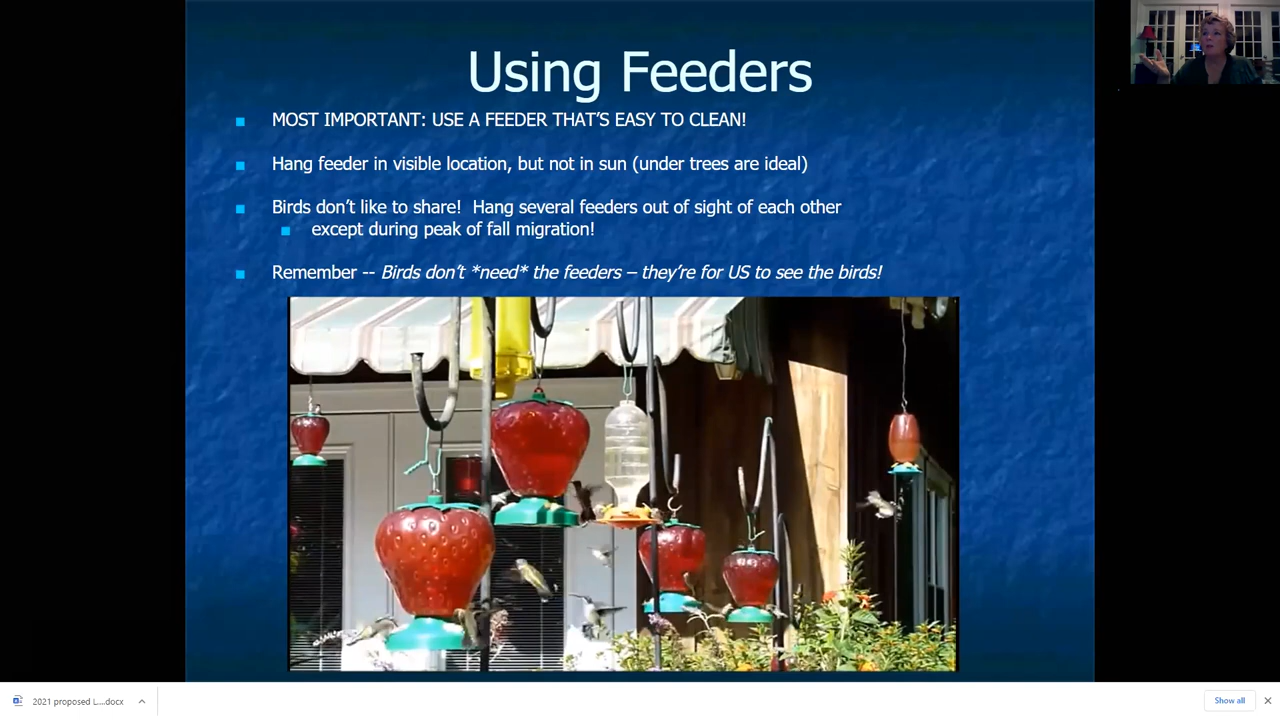 Using Feeders
MOST IMPORTANT: USE A FEEDER THAT'S EASY TO CLEAN!
Hang feeder in visible location, but not in sun (under trees are ideal)
Birds don't like to share!  Hang several feeders out of sight of each other
except during peak of fall migration!
Remember -- Birds don't *need* the feeders – they're for US to see the birds!
2021 proposed L....docx
Show all